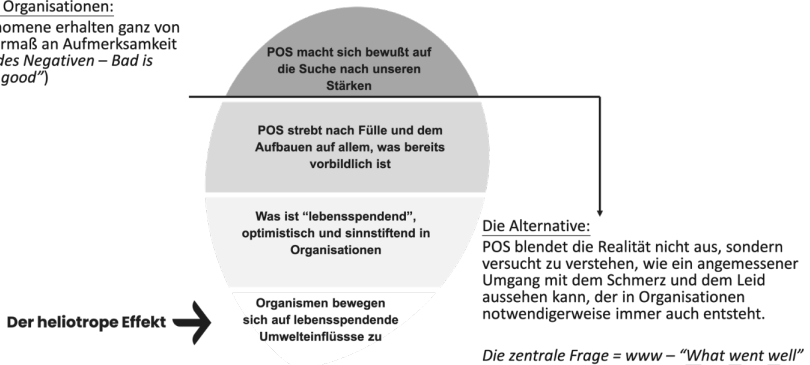 Organisationen:
nomene erhalten ganz von
rmaß an Aufmerksamkeit
des Negativen – Bad is
good”)
POS macht sich bewußt auf
die Suche nach unseren
Stärken
POS strebt nach Fülle und dem
Aufbauen auf allem, was bereits
vorbildlich ist
Was ist “lebensspendend”,
optimistisch und sinnstiftend in
Organisationen
Organismen bewegen
sich auf lebensspendende
Umwelteinflüssse zu
Der heliotrope Effekt
Die Alternative:
POS blendet die Realität nicht aus, sondern
versucht zu verstehen, wie ein angemessener
Umgang mit dem Schmerz und dem Leid
aussehen kann, der in Organisationen
notwendigerweise immer auch entsteht.
Die zentrale Frage = www – “What went well”